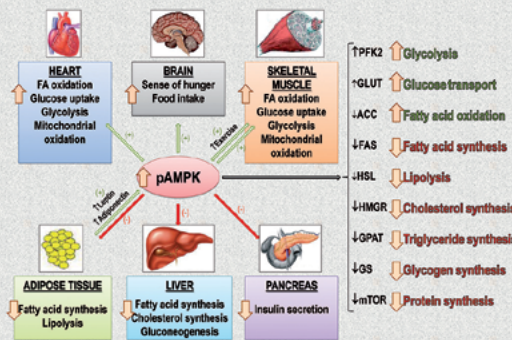 HEART
FA oxidation
Glucose uptake
Glycolysis
Mitochondrial
oxidation
BRAIN
Sense of hunger
Food intake
SKELETAL
MUSCLE
FA oxidation
Glucose uptake
Glycolysis
Mitochondrial
oxidation
(+)
(+)
(+)
↑Exercise
(+)
↑ pAMPK
(+)
↑ Leptin
↑ Adiponectin
(-)
(-)
(-)
ADIPOSE TISSUE
Fatty acid synthesis
Lipolysis
LIVER
Fatty acid synthesis
Cholesterol synthesis
Gluconeogenesis
PANCREAS
Insulin secretion
↑PFK2 ↑ Glycolysis
↑GLUT ↑ Glucose transport
↓ACC ↑ Fatty acid oxidation
↓FAS ↓ Fatty acid synthesis
↓HSL ↓ Lipolysis
↓HMGR ↓ Cholesterol synthesis
↓GPAT ↓ Triglyceride synthesis
↓GS ↓ Glycogen synthesis
↓mTOR ↓ Protein synthesis